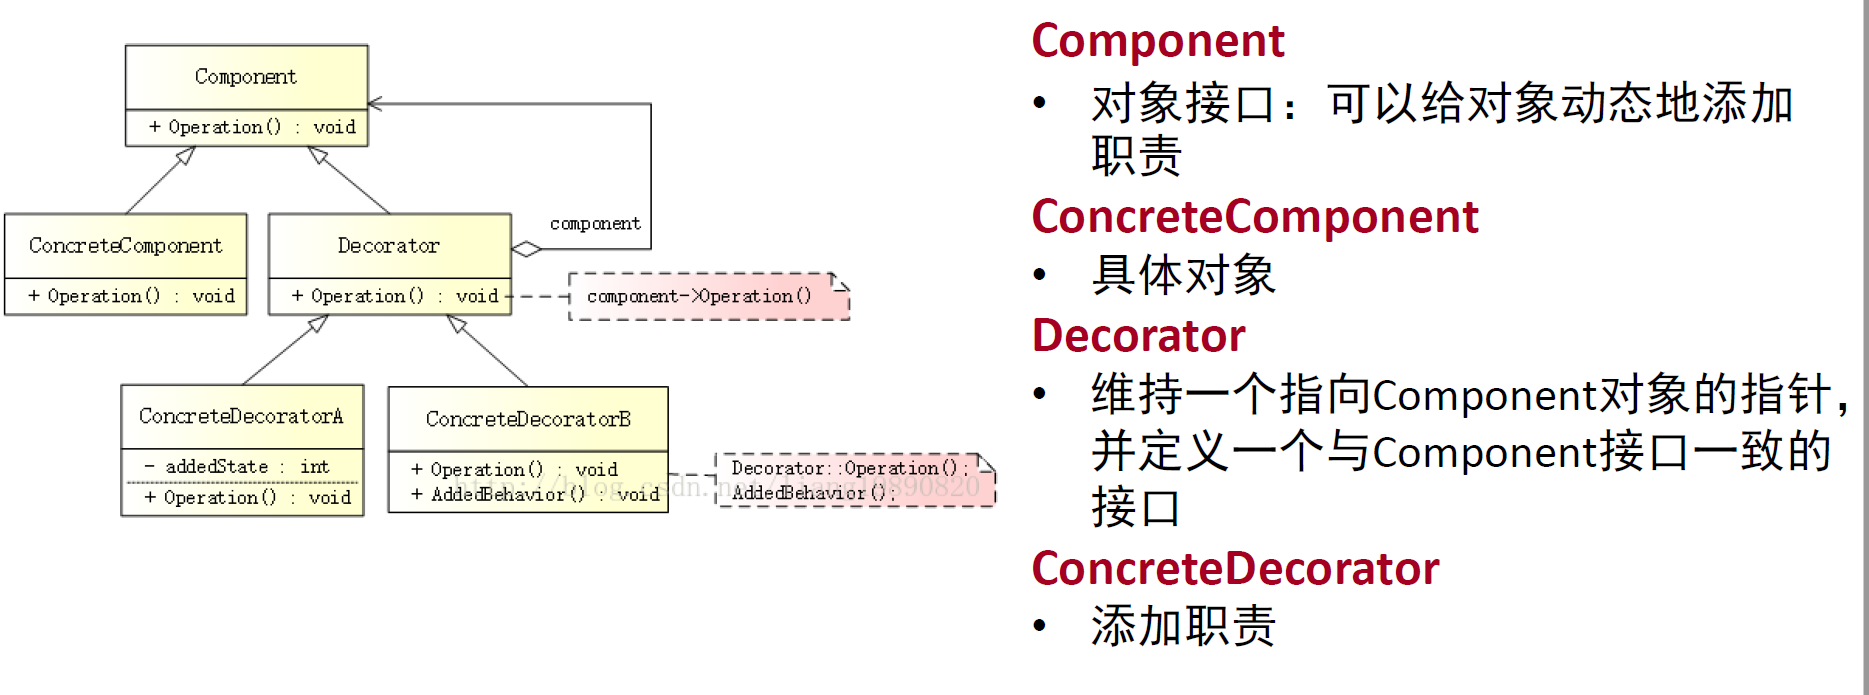 Component
+ Operation() : void
ConcreteComponent
+ Operation() : void
Decorator
+ Operation() : void
component
component->Operation()
ConcreteDecoratorA
- addedState : int
+ Operation() : void
ConcreteDecoratorB
+ Operation() : void
+ AddedBehavior() : void
Decorator::Operation();
AddedBehavior();
http://blog.csdn.net/liang19890820
Component
• 对象接口：可以给对象动态地添加
职责
ConcreteComponent
• 具体对象
Decorator
• 维持一个指向Component对象的指针，
并定义一个与Component接口一致的
接口
ConcreteDecorator
• 添加职责